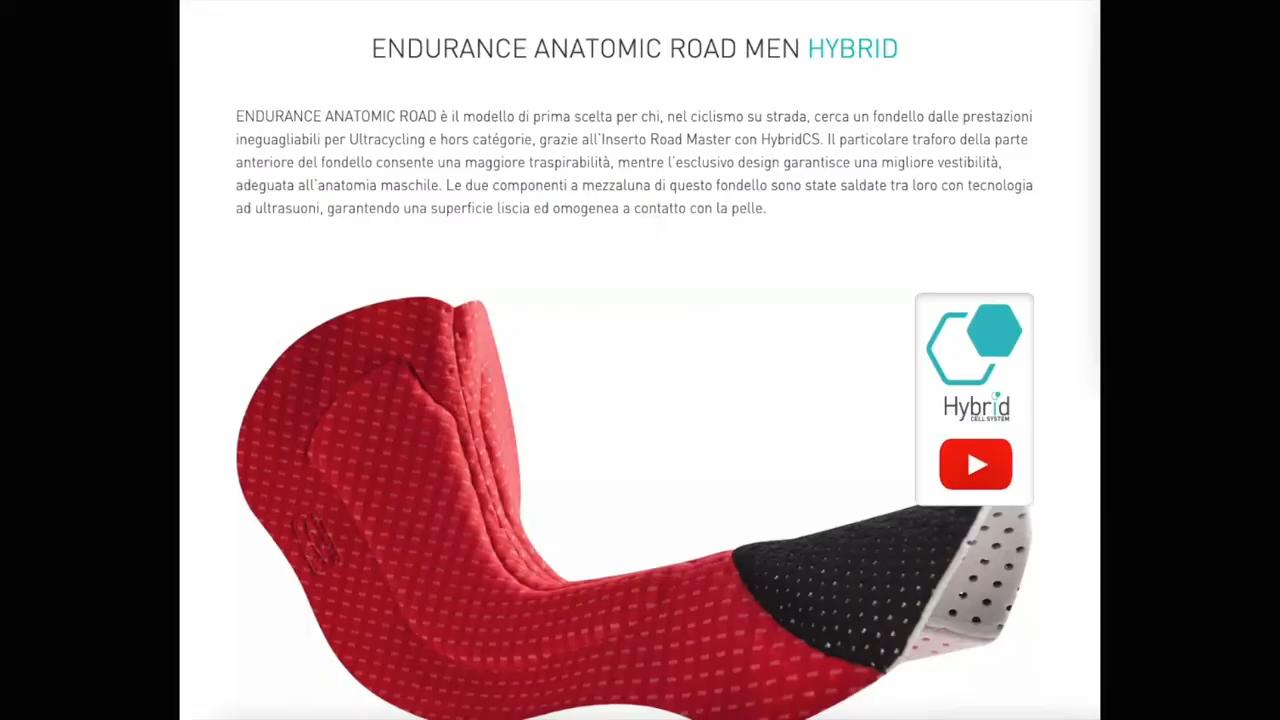 ENDURANCE ANATOMIC ROAD MEN HYBRID
ENDURANCE ANATOMIC ROAD è il modello di prima scelta per chi, nel ciclismo su strada, cerca un fondello dalle prestazioni
ineguagliabili per Ultracycling e hors catégorie, grazie all'Inserto Road Master con HybridCS. Il particolare traforo della parte
anteriore del fondello consente una maggiore traspirabilità, mentre l'esclusivo design garantisce una migliore vestibilità,
adeguata all'anatomia maschile. Le due componenti a mezzaluna di questo fondello sono state saldate tra loro con tecnologia
ad ultrasuoni, garantendo una superficie liscia ed omogenea a contatto con la pelle.
Hybrid
CELL SYSTEM